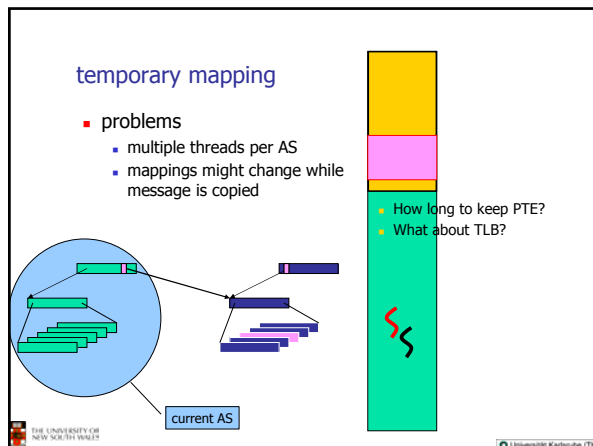 temporary mapping
problems
multiple threads per AS
mappings might change while
message is copied
How long to keep PTE?
What about TLB?
current AS
THE UNIVERSITY OF
NEW SOUTH WALES
Universität Karlsruhe (TH)